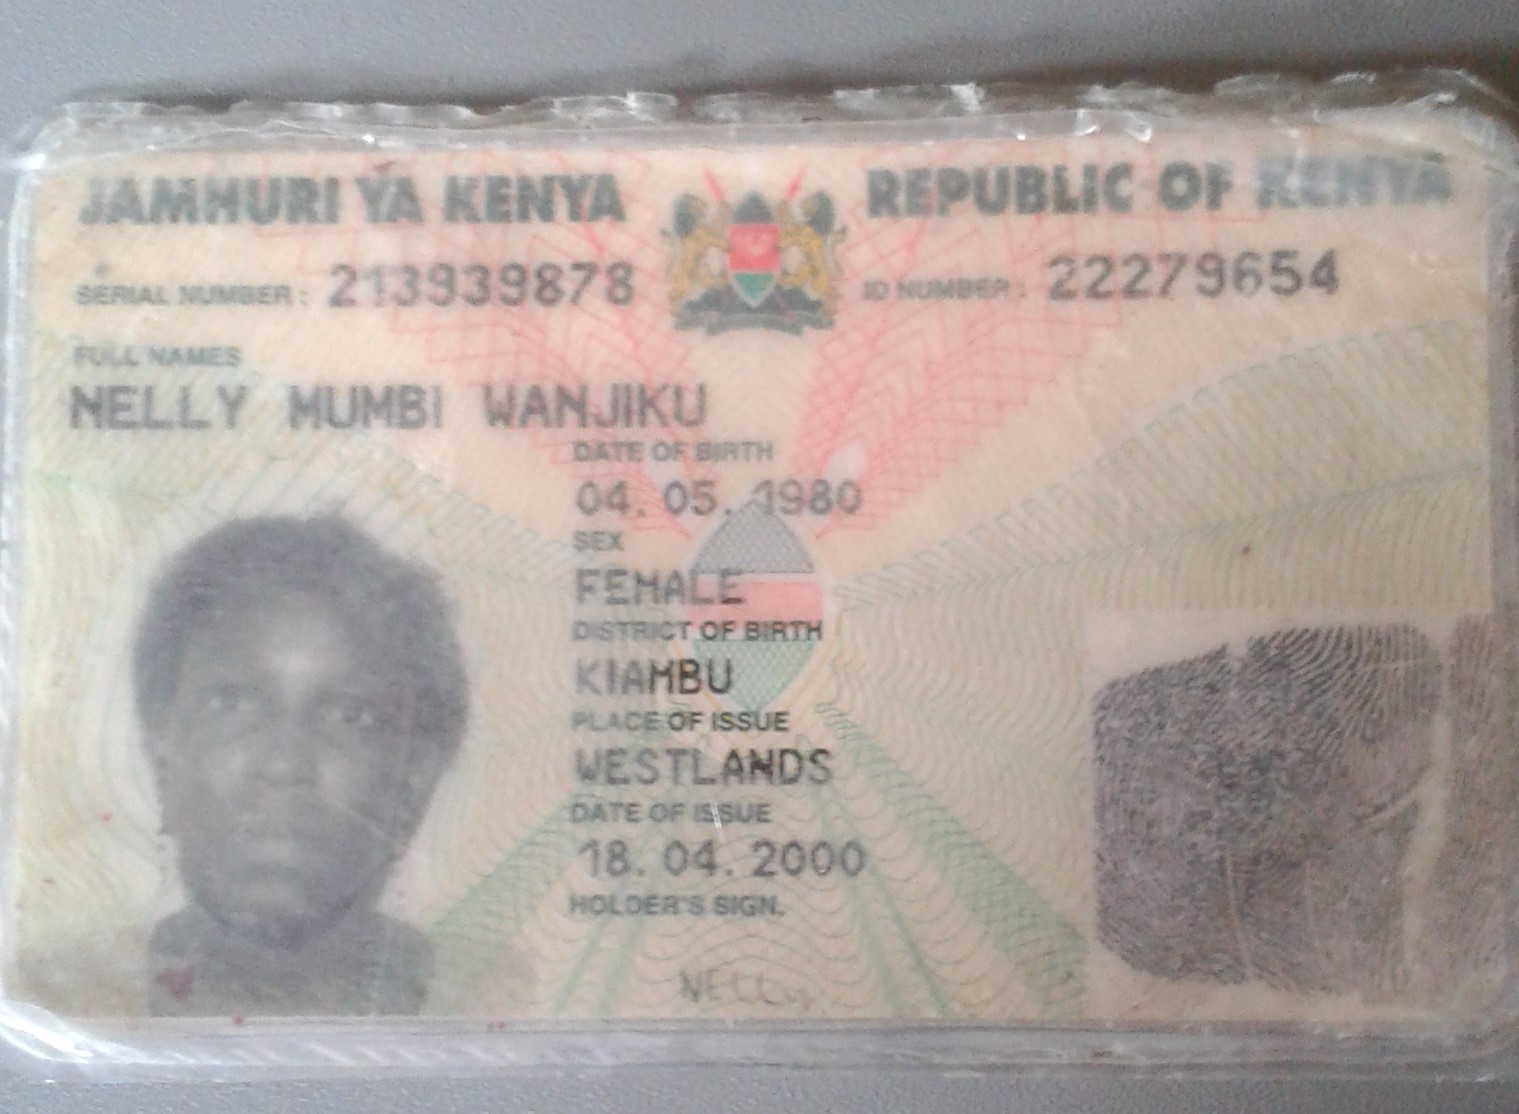 JAMHURI YA KENYA
REPUBLIC OF KENYA
SERIAL NUMBER: 213939878
ID NUMBER: 22279654
FULL NAMES
NELLY MUMBI WANJIKU
DATE OF BIRTH
04. 05. 1980
SEX
FEMALE
DISTRICT OF BIRTH
KIAMBU
PLACE OF ISSUE
WESTLANDS
DATE OF ISSUE
18. 04. 2000
HOLDER'S SIGN.
NELLY